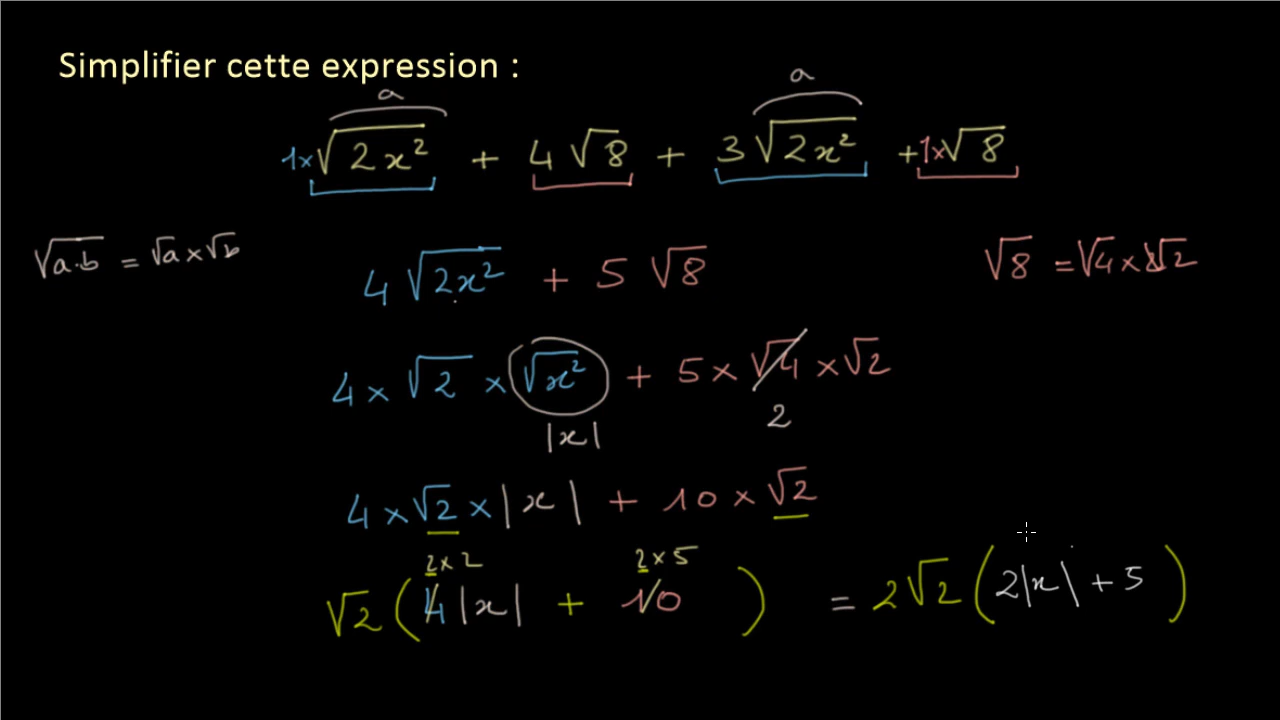 Simplifier cette expression :
a a
1×√2x² + 4√8 + 3√2x² +1×√8
√a·b = √a×√b
4√2x² + 5√8
√8 = √4×8√2
4×√2×√x² + 5×√4×√2
|x| 2
4×√2×|x| + 10×√2
2×2 2×5
√2(4|x| + 10) = 2√2(2|x|+5)